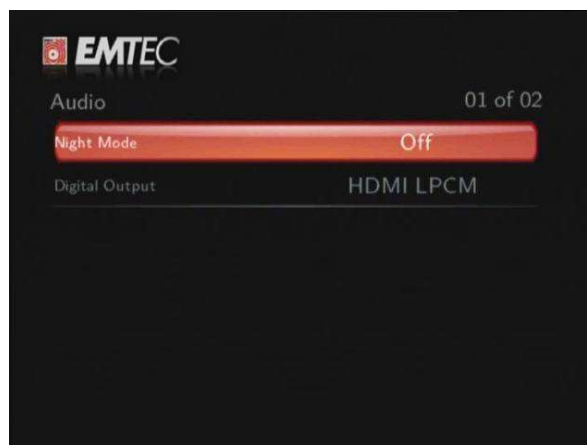 EMTEC
Audio 01 of 02
Night Mode Off
Digital Output HDMI LPCM